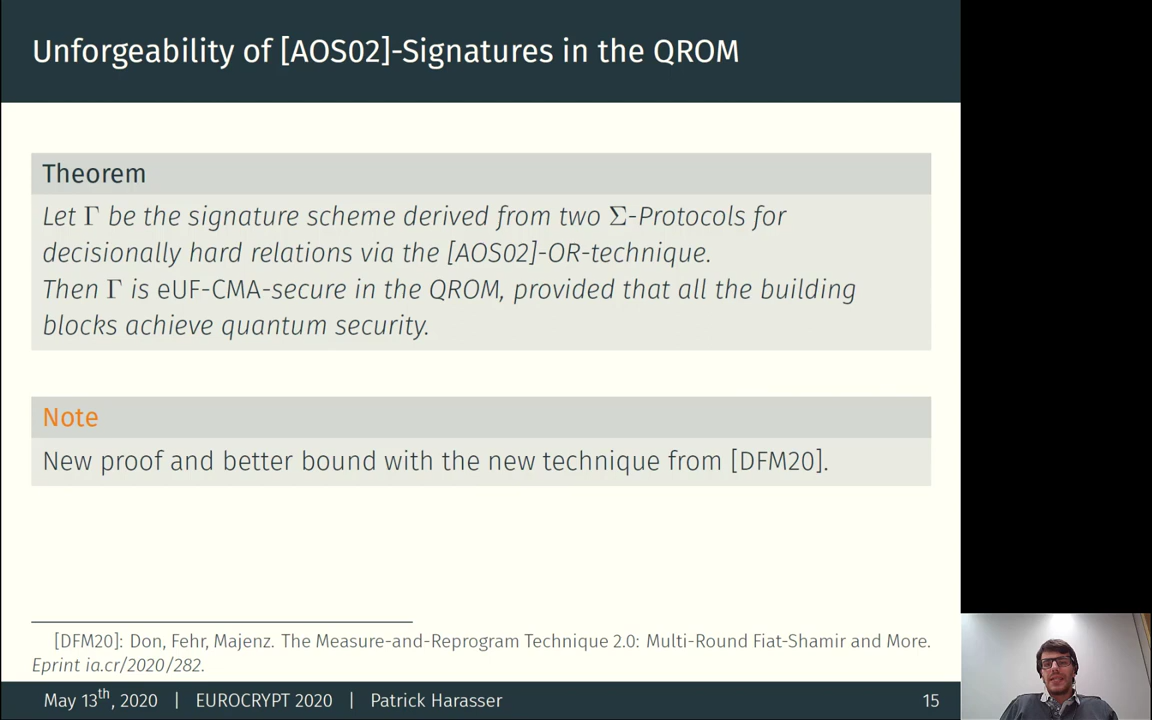 Unforgeability of [AOS02]-Signatures in the QROM
Theorem
Let Γ be the signature scheme derived from two Σ-Protocols for
decisionally hard relations via the [AOS02]-OR-technique.
Then Γ is eUF-CMA-secure in the QROM, provided that all the building
blocks achieve quantum security.
Note
New proof and better bound with the new technique from [DFM20].
[DFM20]: Don, Fehr, Majenz. The Measure-and-Reprogram Technique 2.0: Multi-Round Fiat-Shamir and More.
Eprint ia.cr/2020/282.
May 13th, 2020 | EUROCRYPT 2020 | Patrick Harasser 15